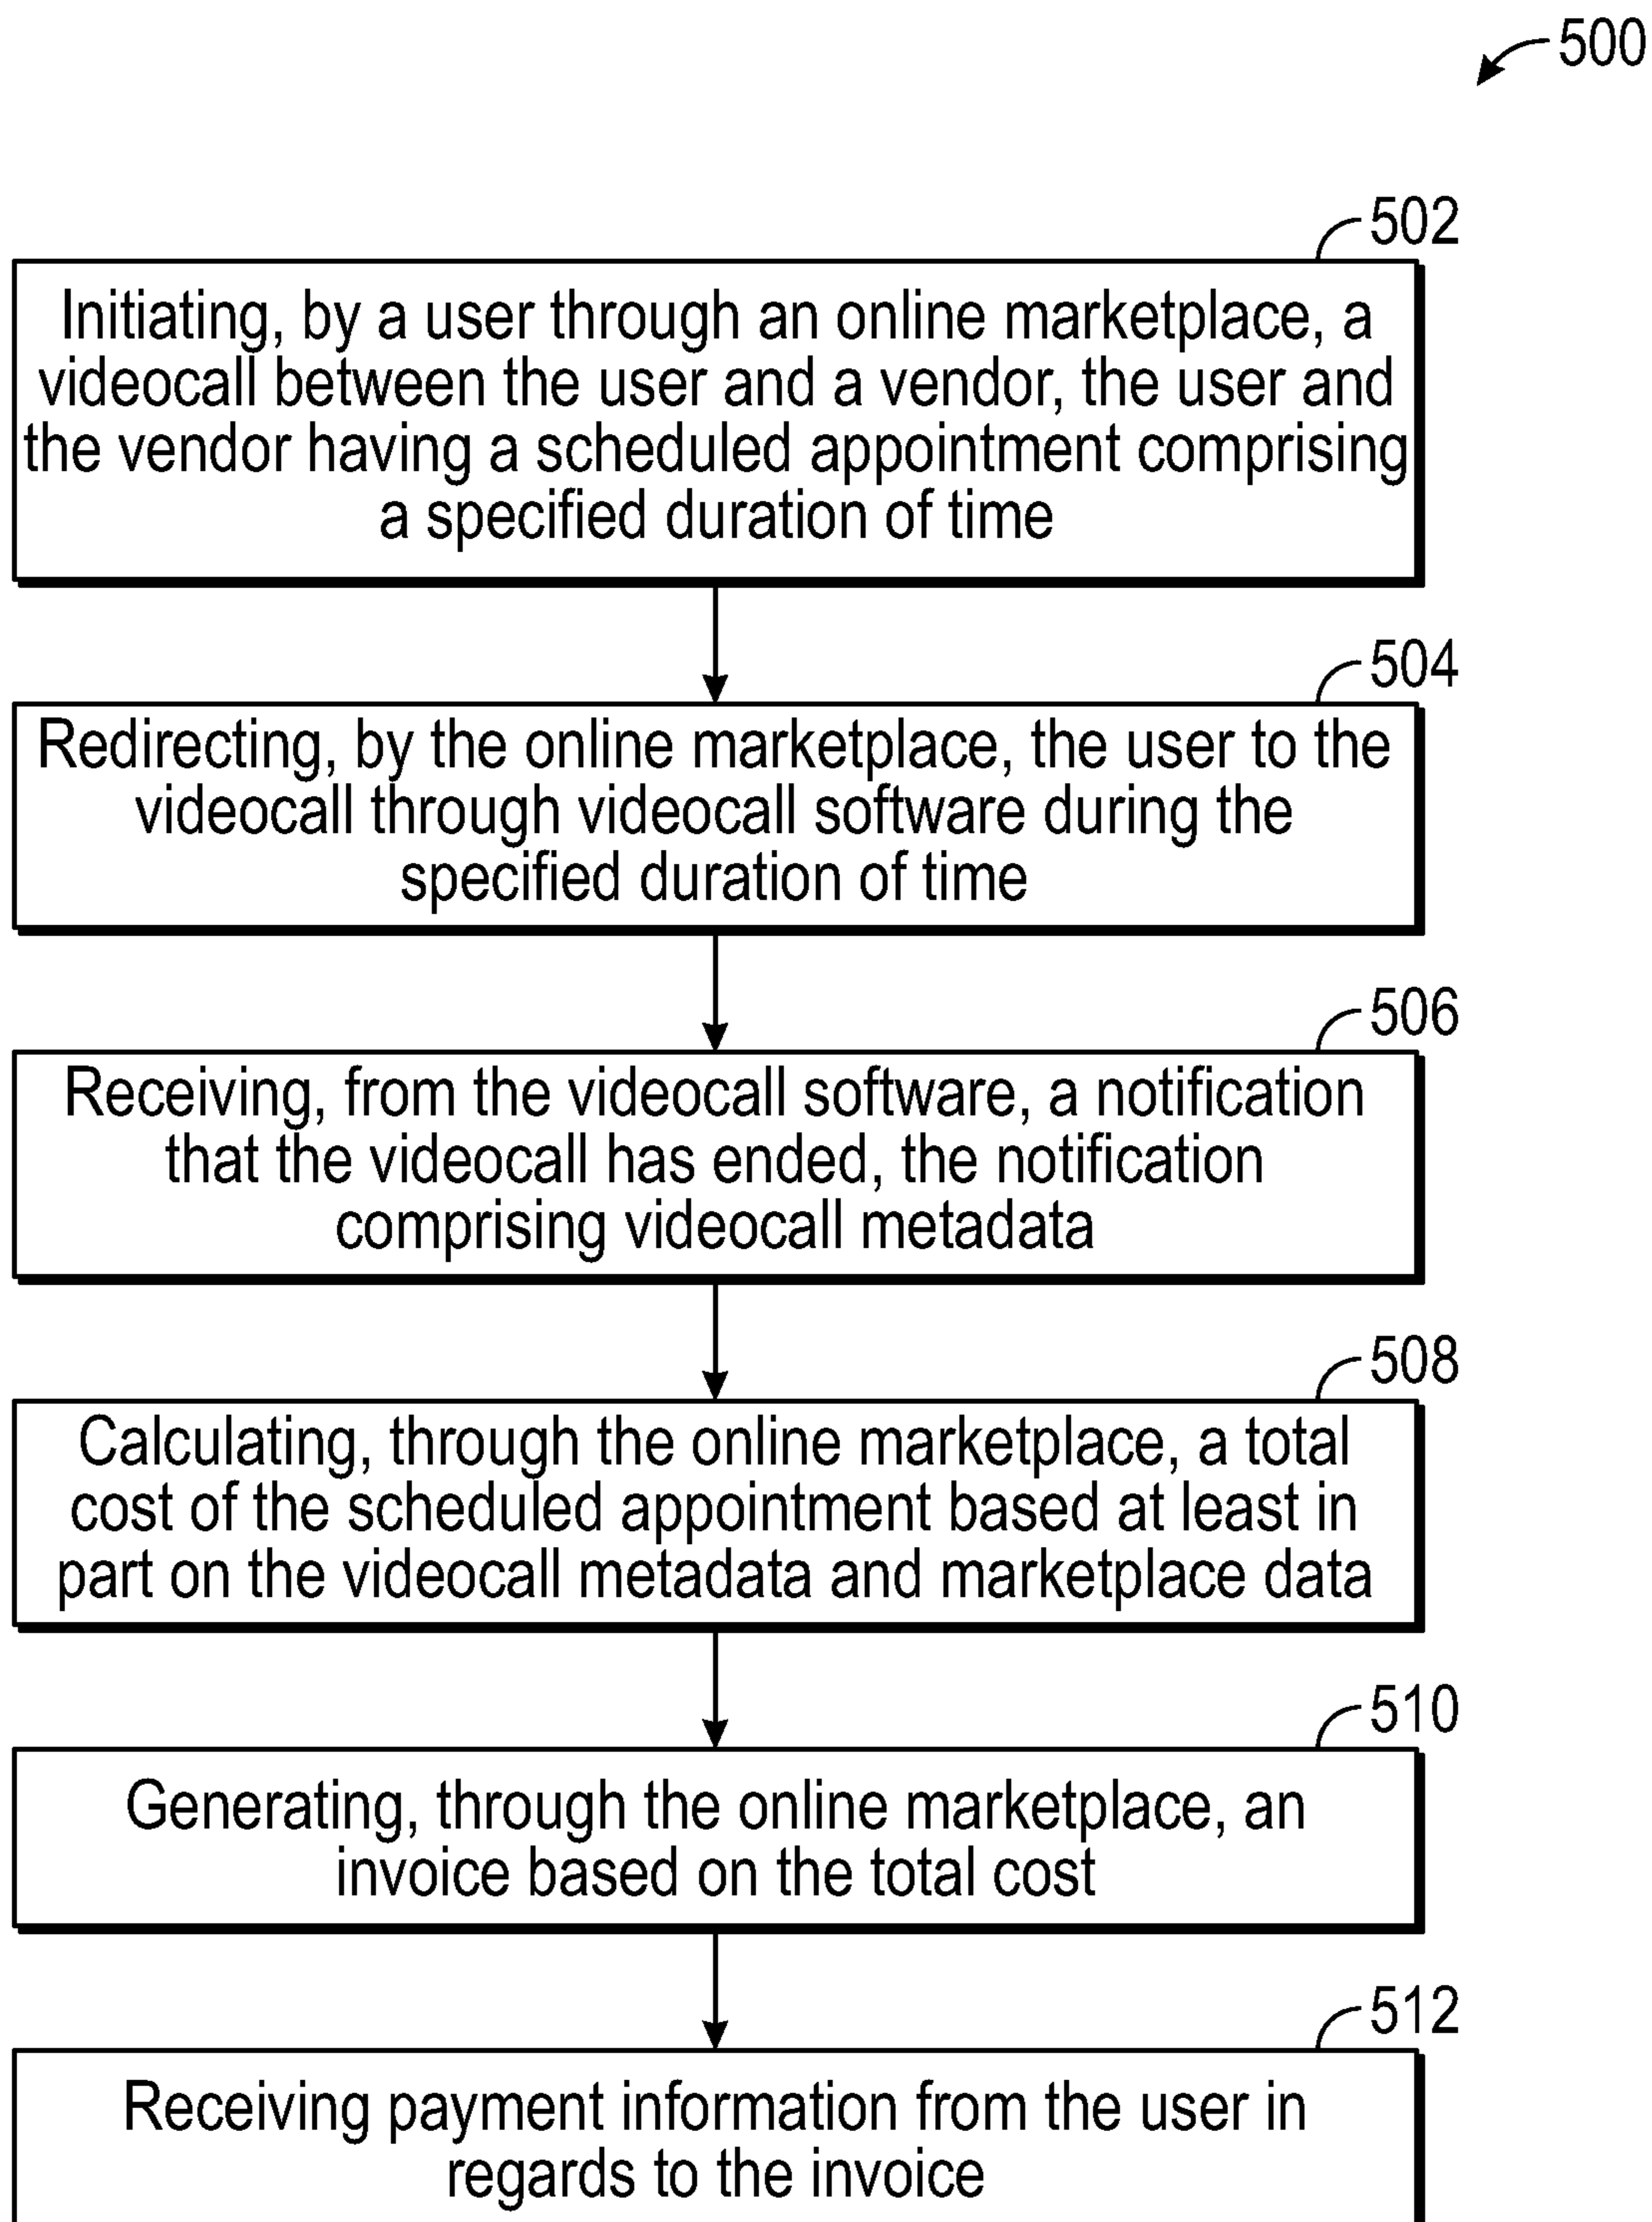 500
502
Initiating, by a user through an online marketplace, a
videocall between the user and a vendor, the user and
the vendor having a scheduled appointment comprising
a specified duration of time
504
Redirecting, by the online marketplace, the user to the
videocall through videocall software during the
specified duration of time
506
Receiving, from the videocall software, a notification
that the videocall has ended, the notification
comprising videocall metadata
508
Calculating, through the online marketplace, a total
cost of the scheduled appointment based at least in
part on the videocall metadata and marketplace data
510
Generating, through the online marketplace, an
invoice based on the total cost
512
Receiving payment information from the user in
regards to the invoice